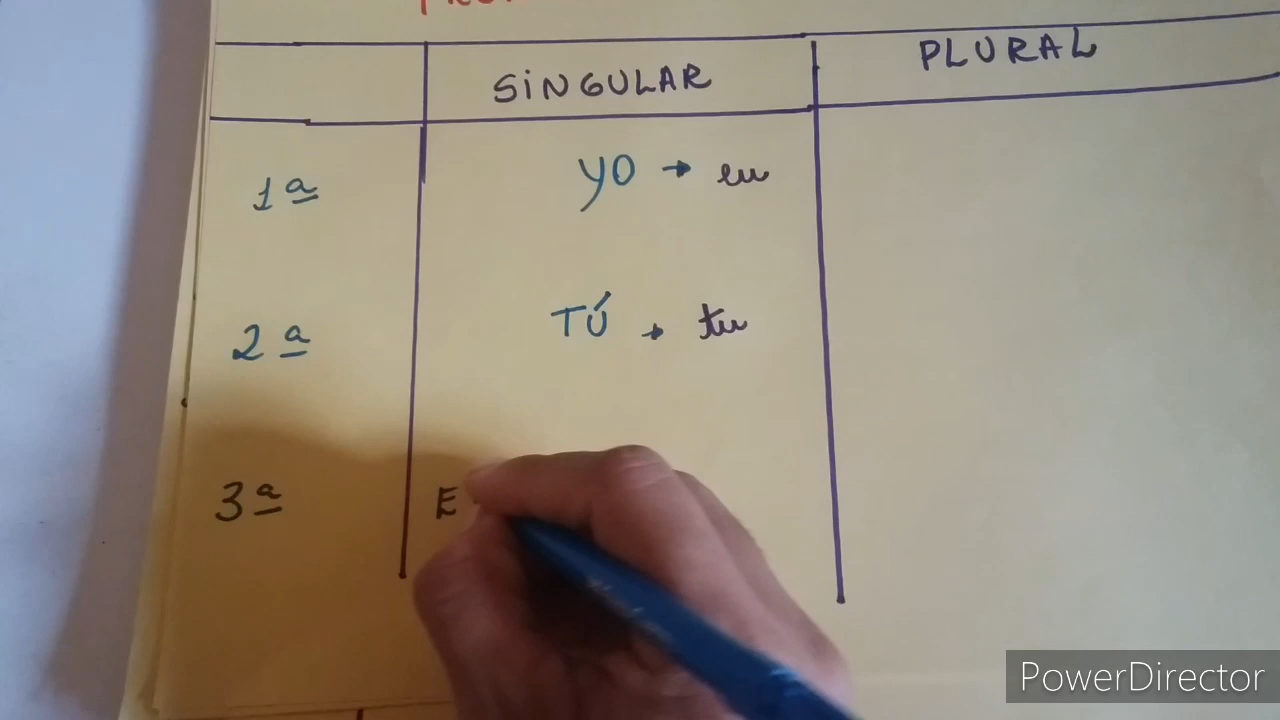 SINGULAR PLURAL
1ª YO → eu
2ª TÚ → tu
3ª E
PowerDirector